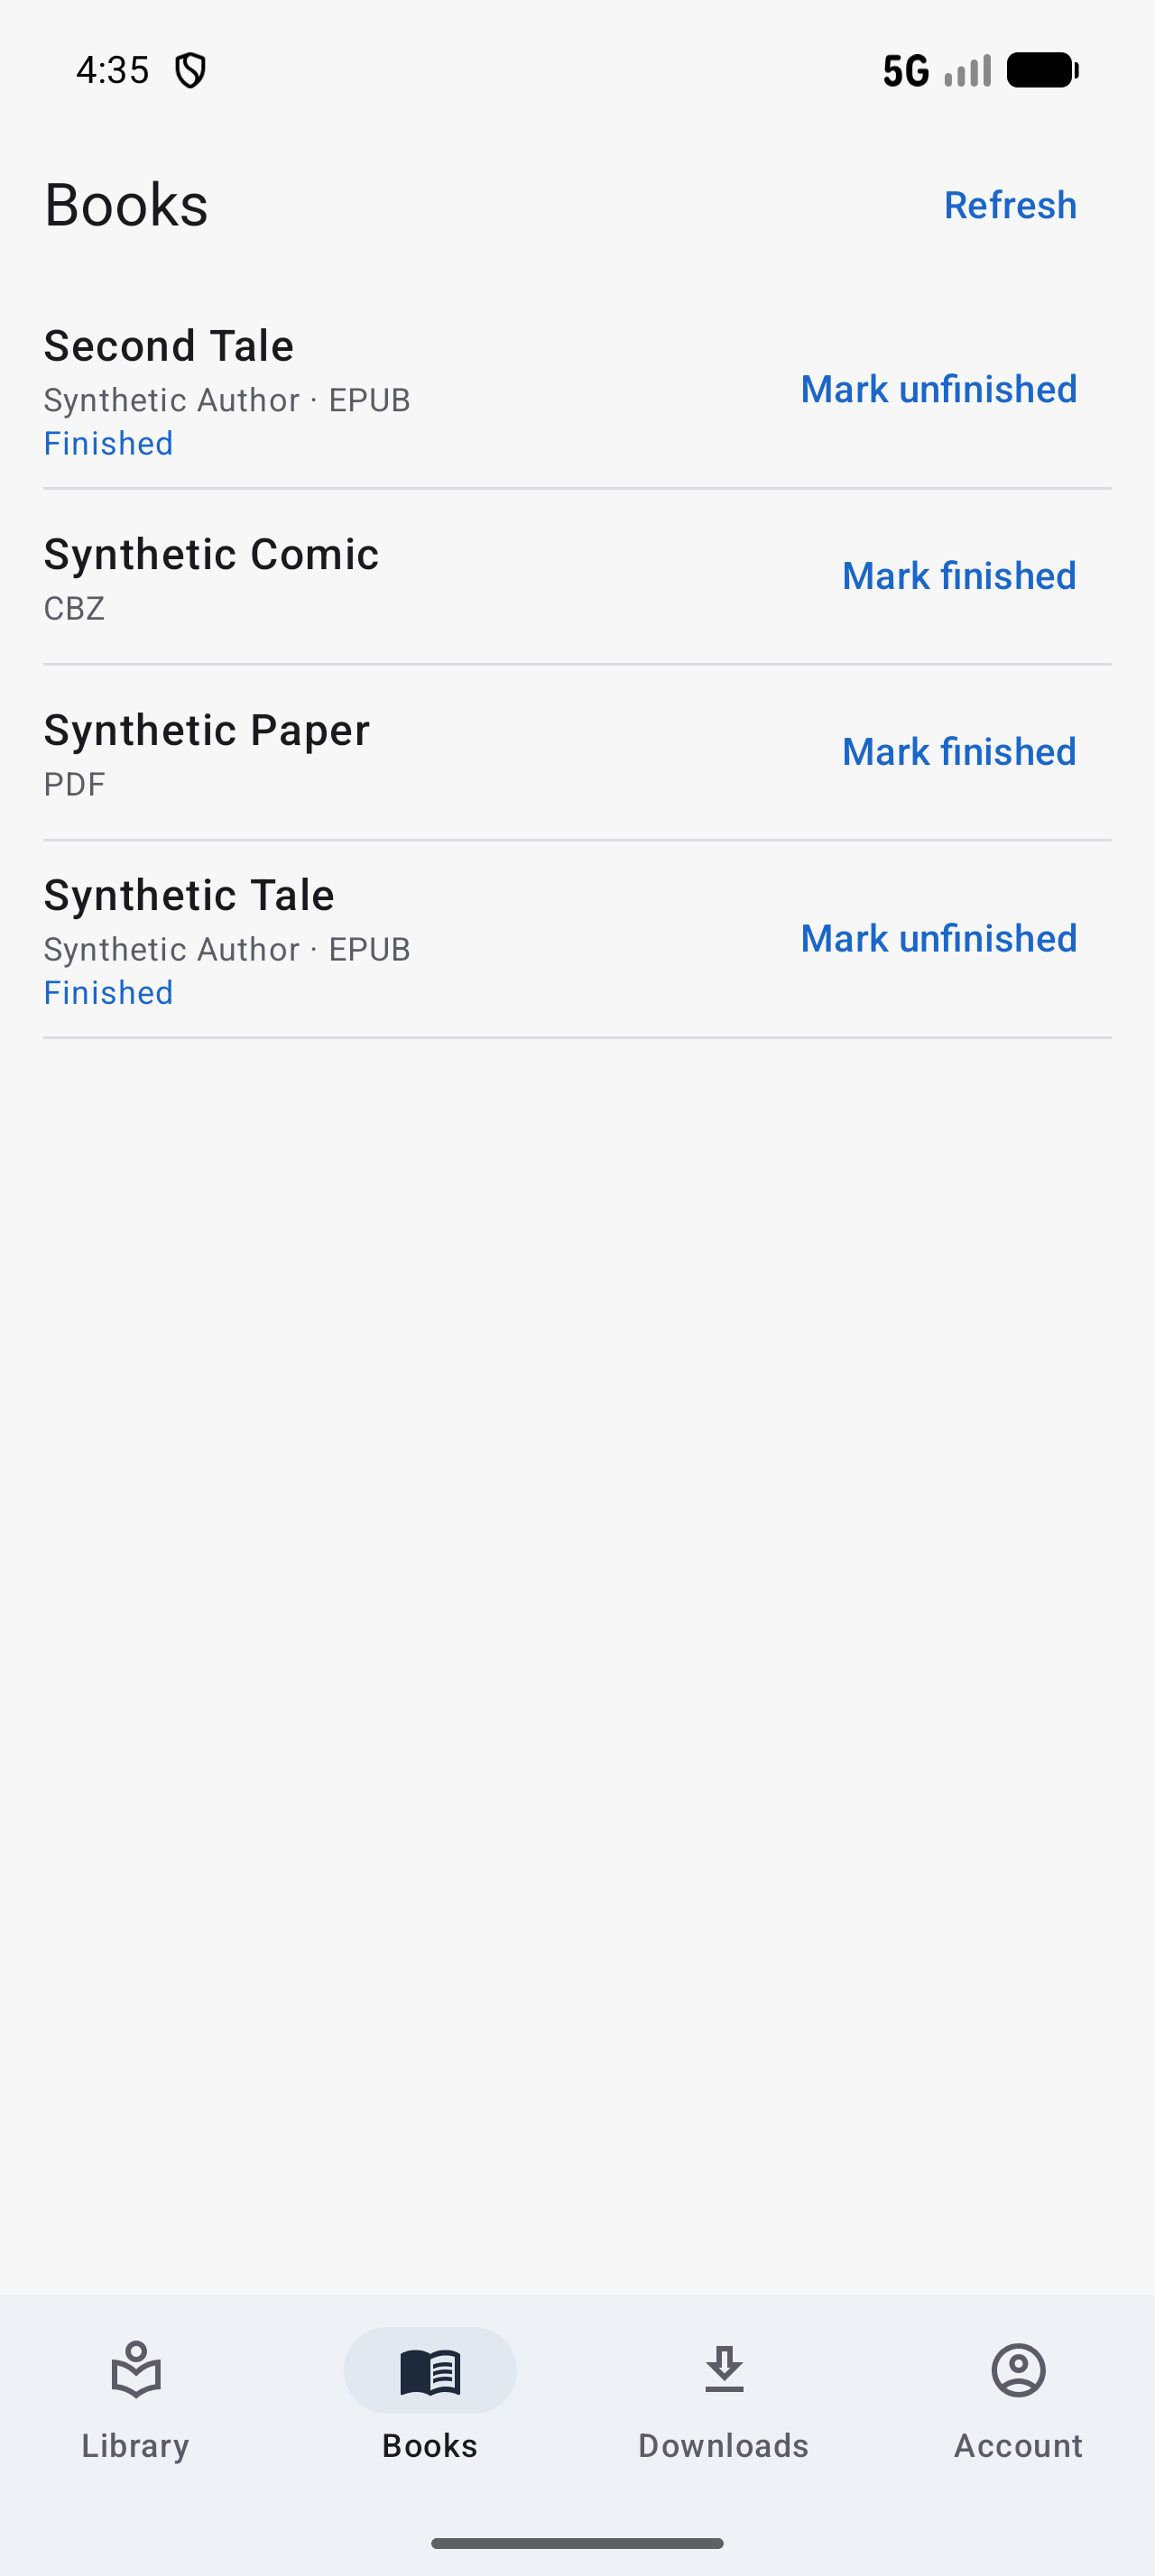 4:35
5G
Books
Refresh
Second Tale
Synthetic Author · EPUB
Finished
Mark unfinished
Synthetic Comic
CBZ
Mark finished
Synthetic Paper
PDF
Mark finished
Synthetic Tale
Synthetic Author · EPUB
Finished
Mark unfinished
Library
Books
Downloads
Account